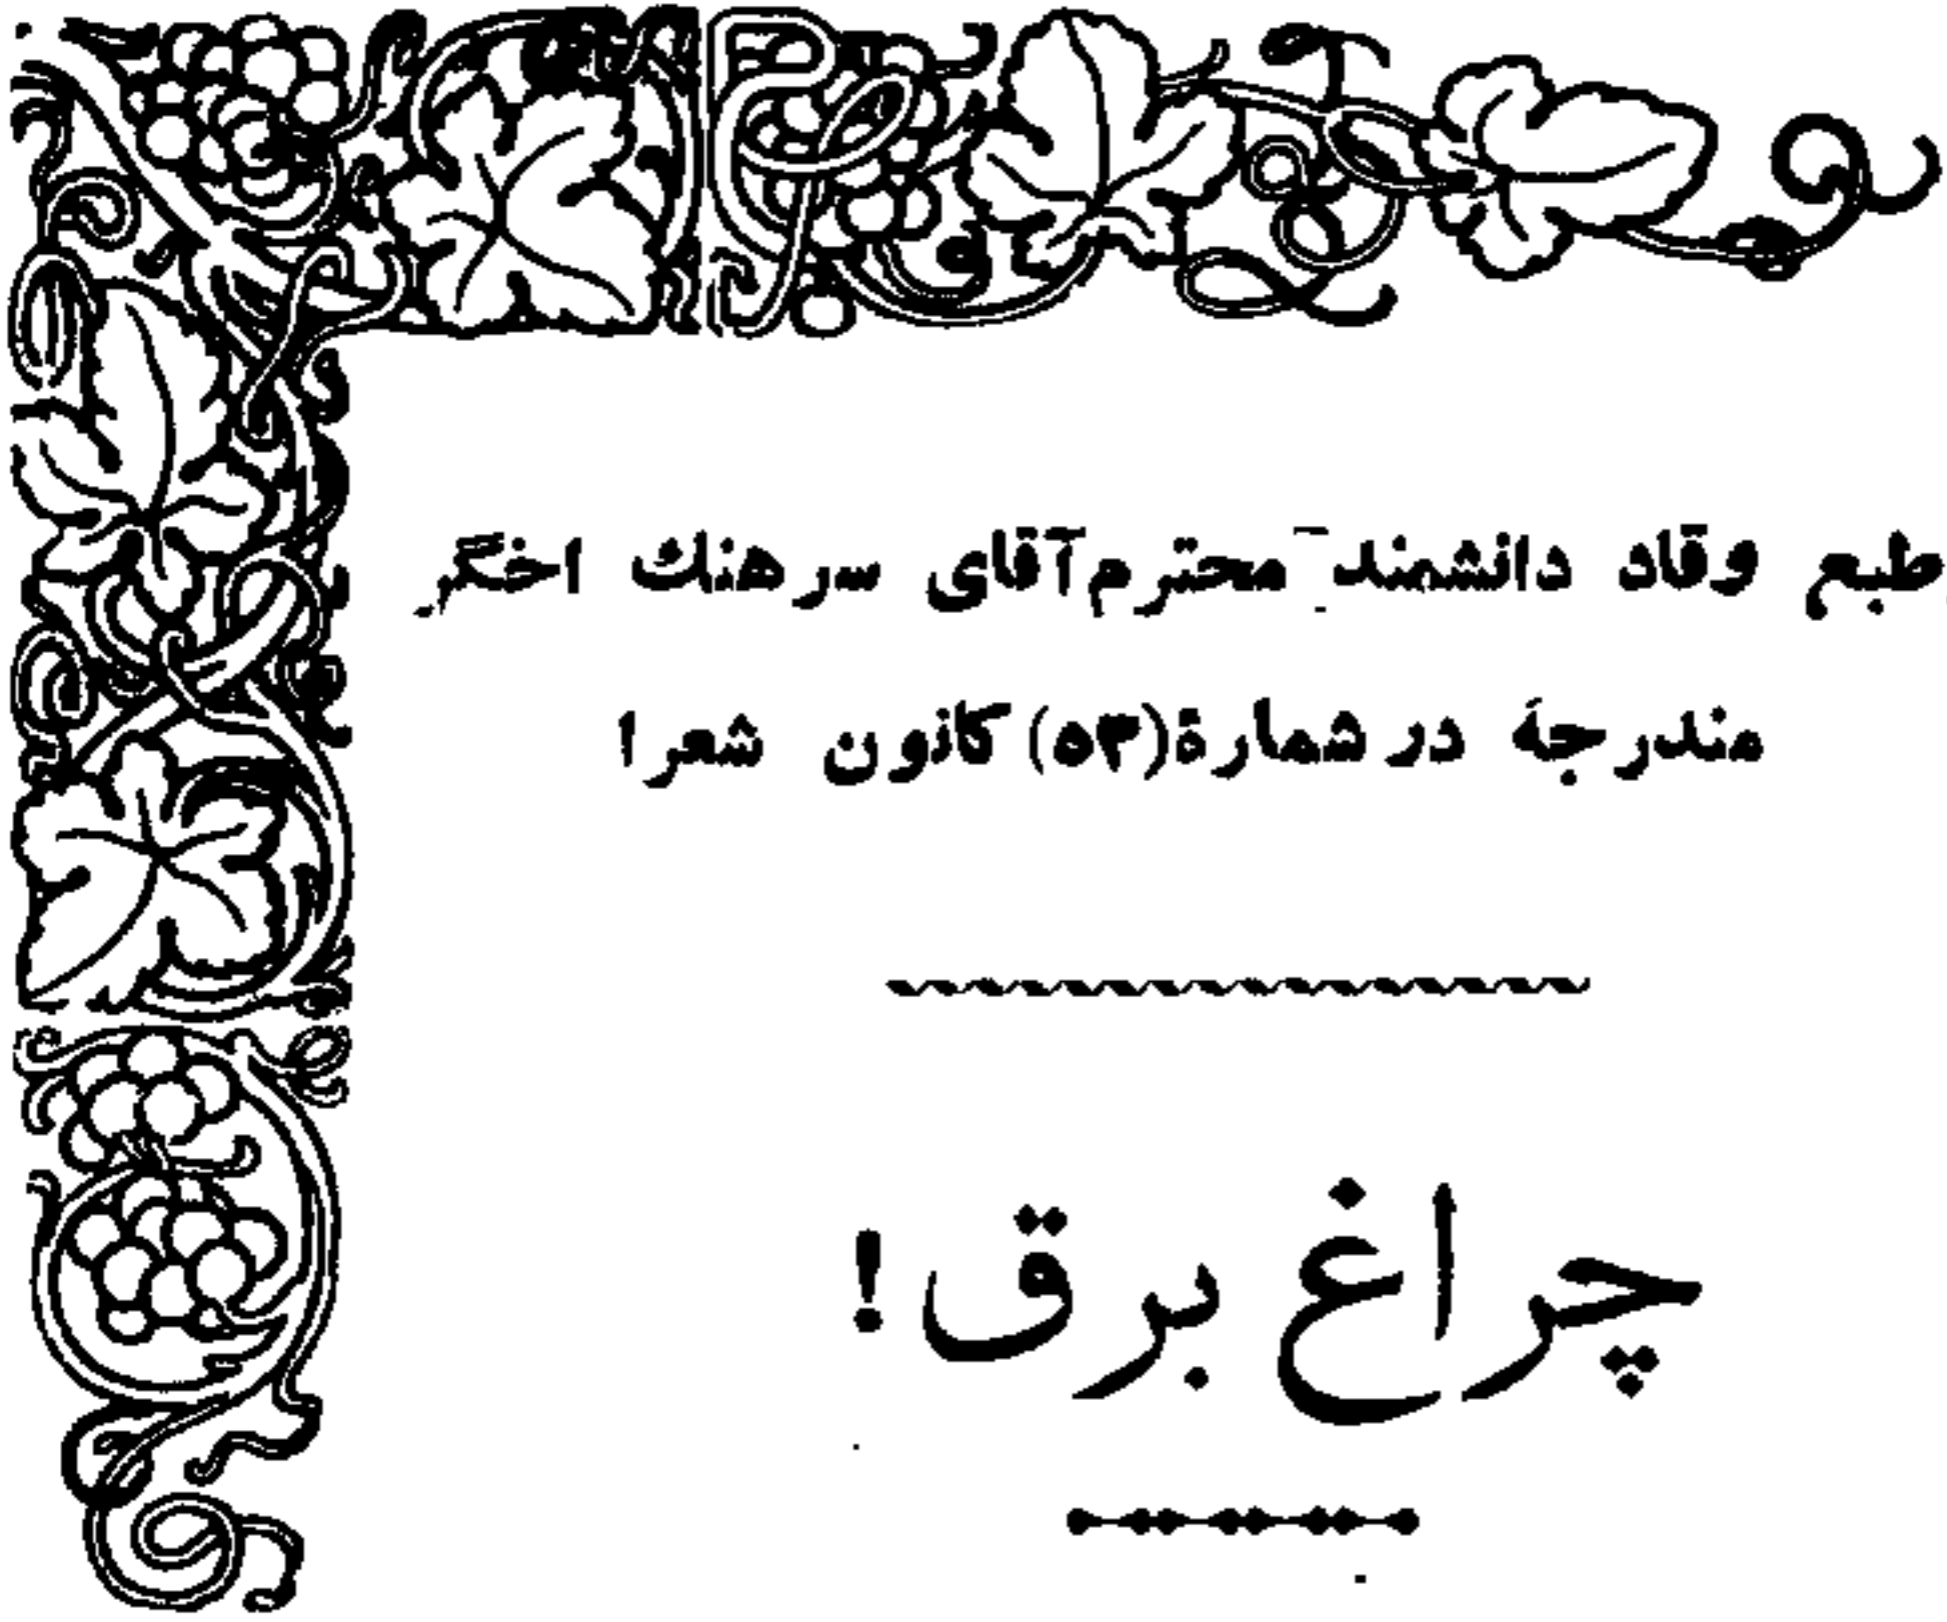 طبع وقاد دانشمند محترم آقای سرهنك اخگر
مندرجهٔ در شمارهٔ (۵۳) کانون شعرا
چراغ برق!